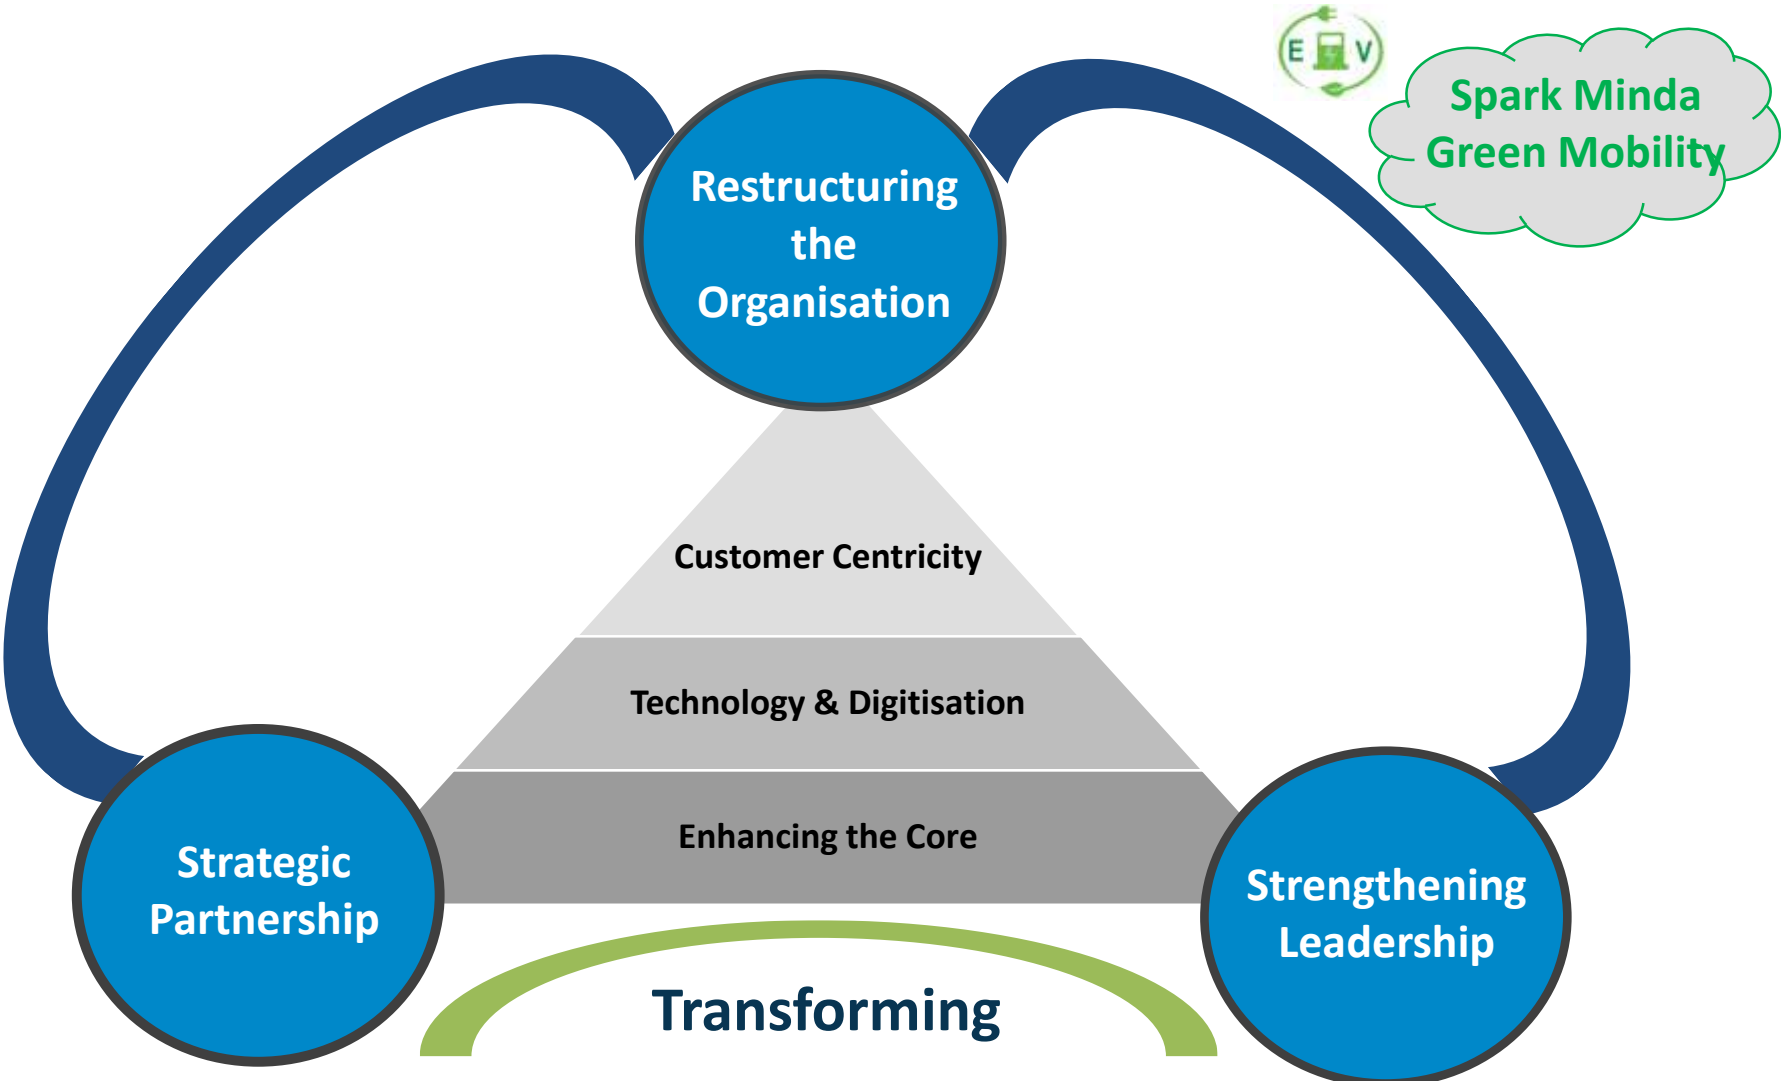 E V
Spark Minda
Green Mobility
Restructuring
the
Organisation
Customer Centricity
Technology & Digitisation
Enhancing the Core
Strategic
Partnership
Strengthening
Leadership
Transforming